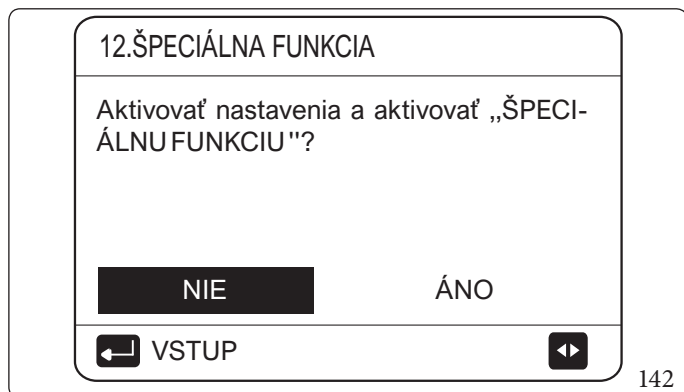 12.ŠPECIÁLNA FUNKCIA
Aktivovať nastavenia a aktivovať ,,ŠPECI-
ÁLNU FUNKCIU"?
NIE ÁNO
VSTUP
142